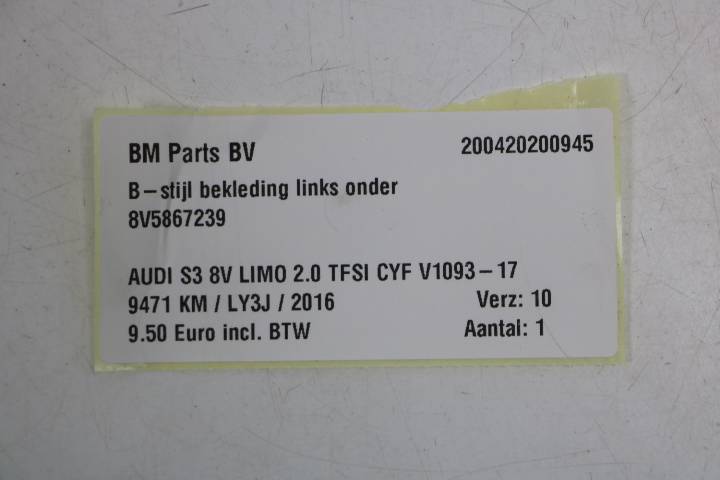 BM Parts BV 200420200945
B-stijl bekleding links onder
8V5867239
AUDI S3 8V LIMO 2.0 TFSI CYF V1093-17
9471 KM / LY3J / 2016 Verz: 10
9.50 Euro incl. BTW Aantal: 1